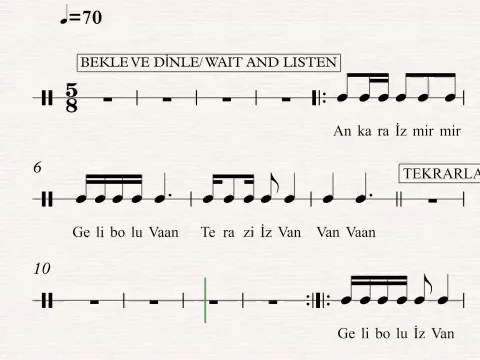 ♩=70
BEKLE VE DİNLE/WAIT AND LISTEN
5
8
An ka ra İz mir mir
6
TEKRARLA
Ge li bo lu Vaan Te ra zi İz Van Van Vaan
10
Ge li bo lu İz Van